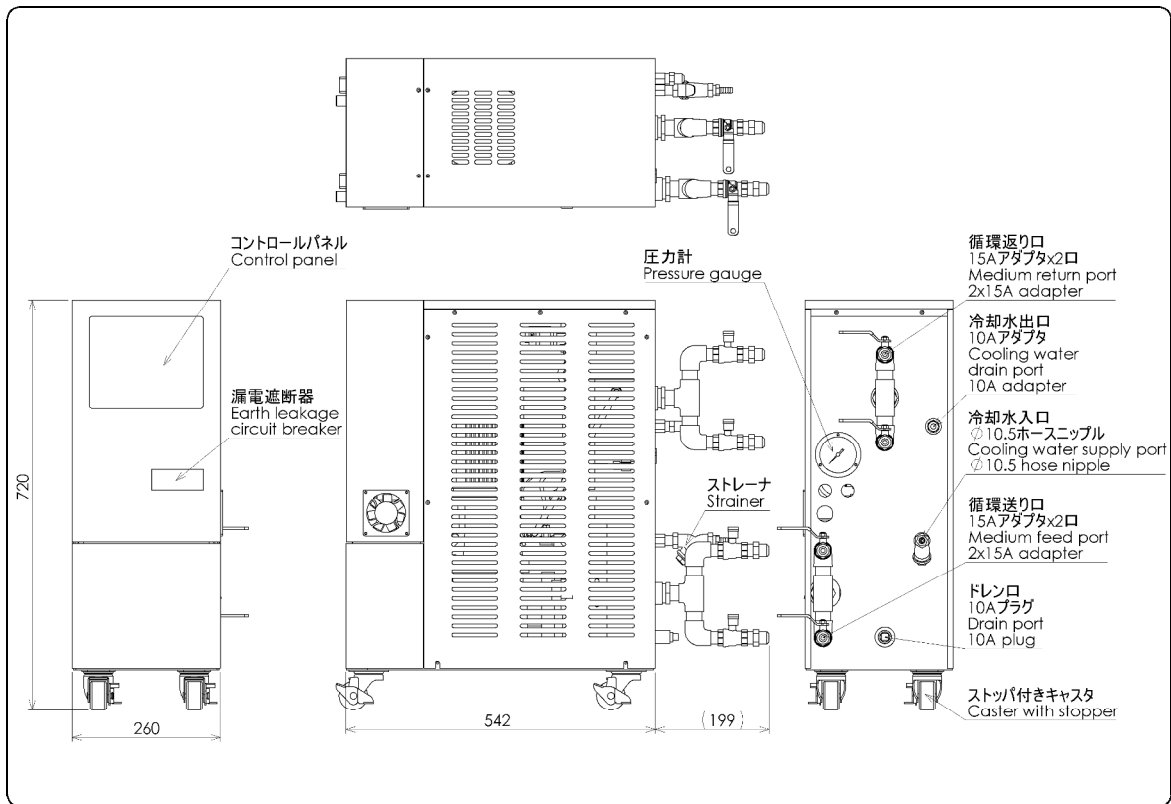 コントロールパネル
Control panel
圧力計
Pressure gauge
循環返り口
15Aアダプタx2口
Medium return port
2x15A adapter
冷却水出口
10Aアダプタ
Cooling water
drain port
10A adapter
漏電遮断器
Earth leakage
circuit breaker
冷却水入口
∅10.5ホースニップル
Cooling water supply port
∅10.5 hose nipple
ストレーナ
Strainer
循環送り口
15Aアダプタx2口
Medium feed port
2x15A adapter
ドレン口
10Aプラグ
Drain port
10A plug
ストッパ付きキャスタ
Caster with stopper
720
260
542
(199)